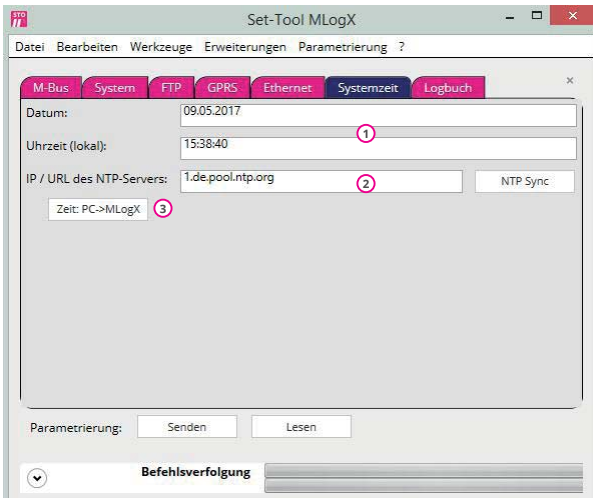 STO
Set-Tool MLogX
Datei Bearbeiten Werkzeuge Erweiterungen Parametrierung ?
M-Bus System FTP GPRS Ethernet Systemzeit Logbuch
Datum: 09.05.2017
1
Uhrzeit (lokal): 15:38:40
IP / URL des NTP-Servers: 1.de.pool.ntp.org 2 NTP Sync
Zeit: PC->MLogX 3
Parametrierung: Senden Lesen
Befehlsverfolgung